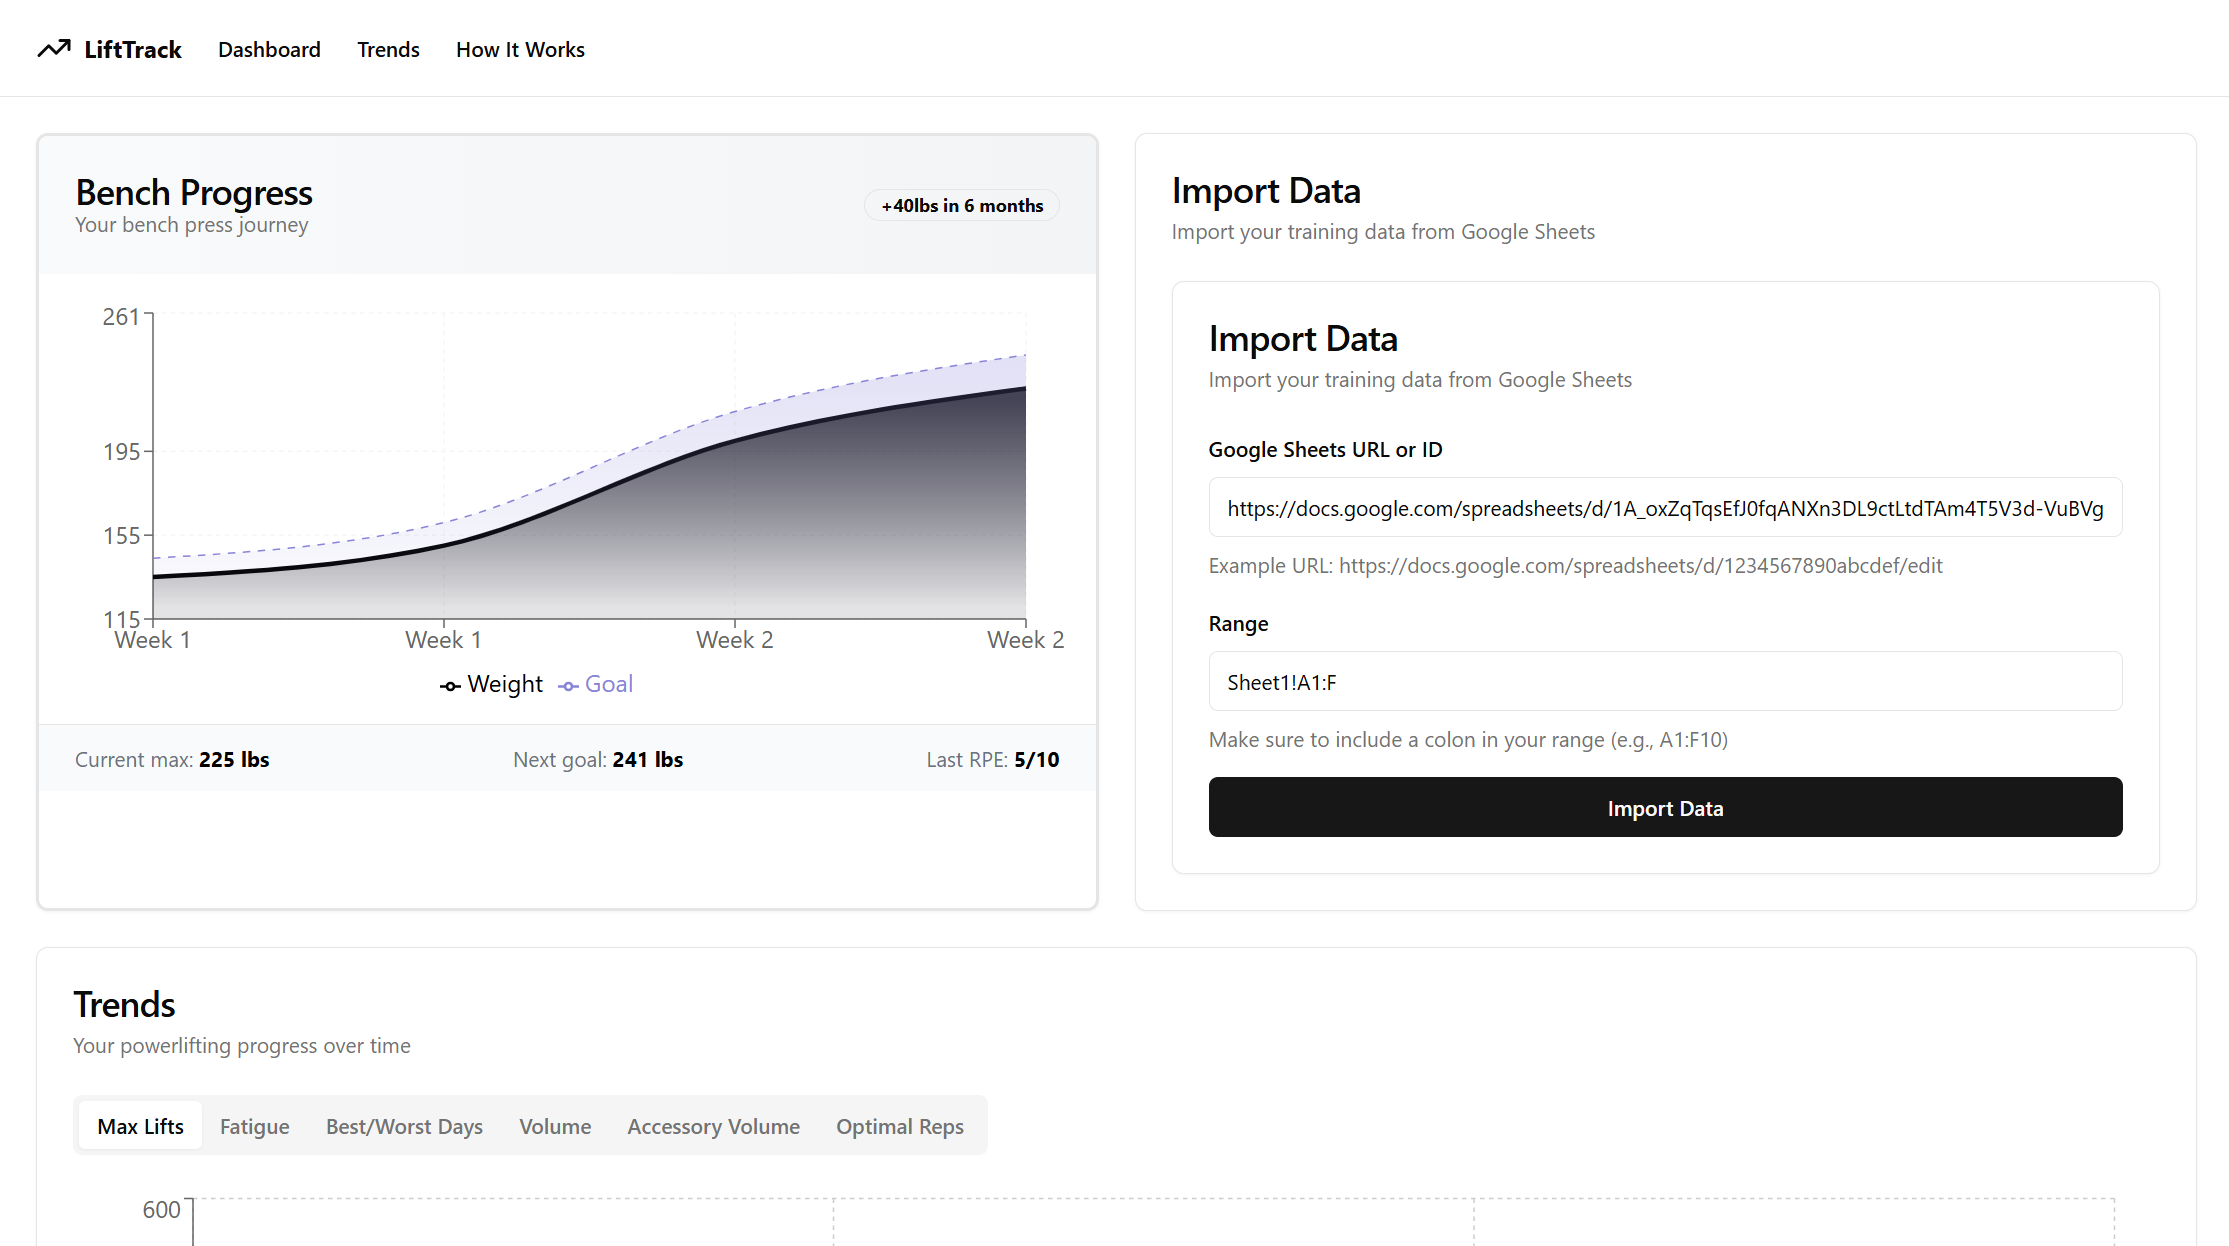 LiftTrack Dashboard Trends How It Works
Bench Progress
Your bench press journey
+40lbs in 6 months
261
195
155
115
Week 1 Week 1 Week 2 Week 2
Weight Goal
Current max: 225 lbs Next goal: 241 lbs Last RPE: 5/10
Import Data
Import your training data from Google Sheets
Import Data
Import your training data from Google Sheets
Google Sheets URL or ID
https://docs.google.com/spreadsheets/d/1A_oxZqTqsEfJ0fqANXn3DL9ctLtdTAm4T5V3d-VuBVg
Example URL: https://docs.google.com/spreadsheets/d/1234567890abcdef/edit
Range
Sheet1!A1:F
Make sure to include a colon in your range (e.g., A1:F10)
Import Data
Trends
Your powerlifting progress over time
Max Lifts Fatigue Best/Worst Days Volume Accessory Volume Optimal Reps
600